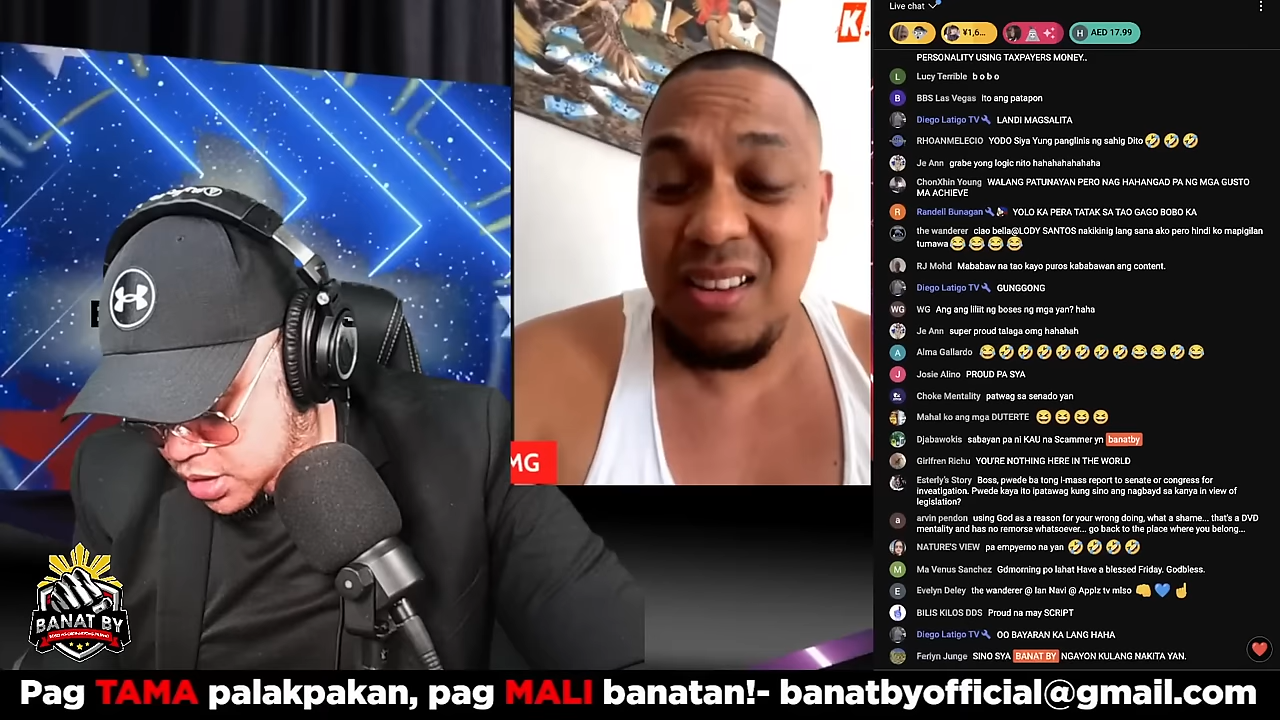 K
MG
BANAT BY
Live chat
¥1,6...
H AED 17.99
PERSONALITY USING TAXPAYERS MONEY..
L Lucy Terrible b o b o
B BBS Las Vegas ito ang patapon
Diego Latigo TV LANDI MAGSALITA
RHOANMELECIO YODO Siya Yung panglinis ng sahig Dito🤣🤣🤣
Je Ann grabe yong logic nito hahahahahahaha
ChonXhin Young WALANG PATUNAYAN PERO NAG HAHANGAD PA NG MGA GUSTO
MA ACHIEVE
R Randell Bunagan YOLO KA PERA TATAK SA TAO GAGO BOBO KA
the wanderer ciao bella@LODY SANTOS nakikinig lang sana ako pero hindi ko mapigilan
tumawa😂😂😂😂
RJ Mohd Mababaw na tao kayo puros kababawan ang content.
Diego Latigo TV GUNGGONG
WG WG Ang ang liliit ng boses ng mga yan? haha
Je Ann super proud talaga omg hahahah
A Alma Gallardo 😂🤣🤣🤣🤣🤣🤣🤣😂😂🤣😂
J Josie Alino PROUD PA SYA
Choke Mentality patwag sa senado yan
Mahal ko ang mga DUTERTE 😆😆😆😆
Djabawokis sabayan pa ni KAU na Scammer yn banatby
Girlfren Richu YOU'RE NOTHING HERE IN THE WORLD
Esterly's Story Boss, pwede ba tong i-mass report to senate or congress for
investigation. Pwede kaya ito ipatawag kung sino ang nagbayd sa kanya in view of
legislation?
a arvin pendon using God as a reason for your wrong doing, what a shame... that's a DVD
mentality and has no remorse whatsoever... go back to the place where you belong...
NATURE'S VIEW pa empyerno na yan 🤣🤣🤣🤣
M Ma Venus Sanchez Gdmorning po lahat Have a blessed Friday. Godbless.
E Evelyn Deley the wanderer @ Ian Navi @ Applz tv mlso 👊💙☝
BILIS KILOS DDS Proud na may SCRIPT
Diego Latigo TV OO BAYARAN KA LANG HAHA
Ferlyn Junge SINO SYA BANAT BY NGAYON KULANG NAKITA YAN.
Pag TAMA palakpakan, pag MALI banatan!- banatbyofficial@gmail.com